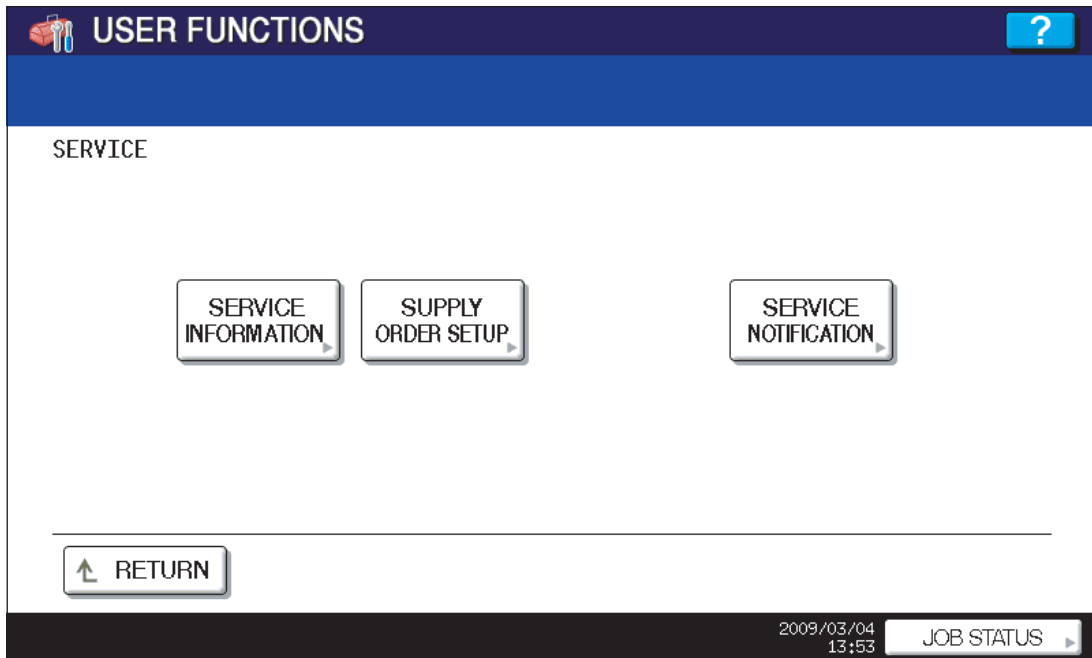 USER FUNCTIONS
?
SERVICE
SERVICE
INFORMATION
SUPPLY
ORDER SETUP
SERVICE
NOTIFICATION
RETURN
2009/03/04
13:53
JOB STATUS